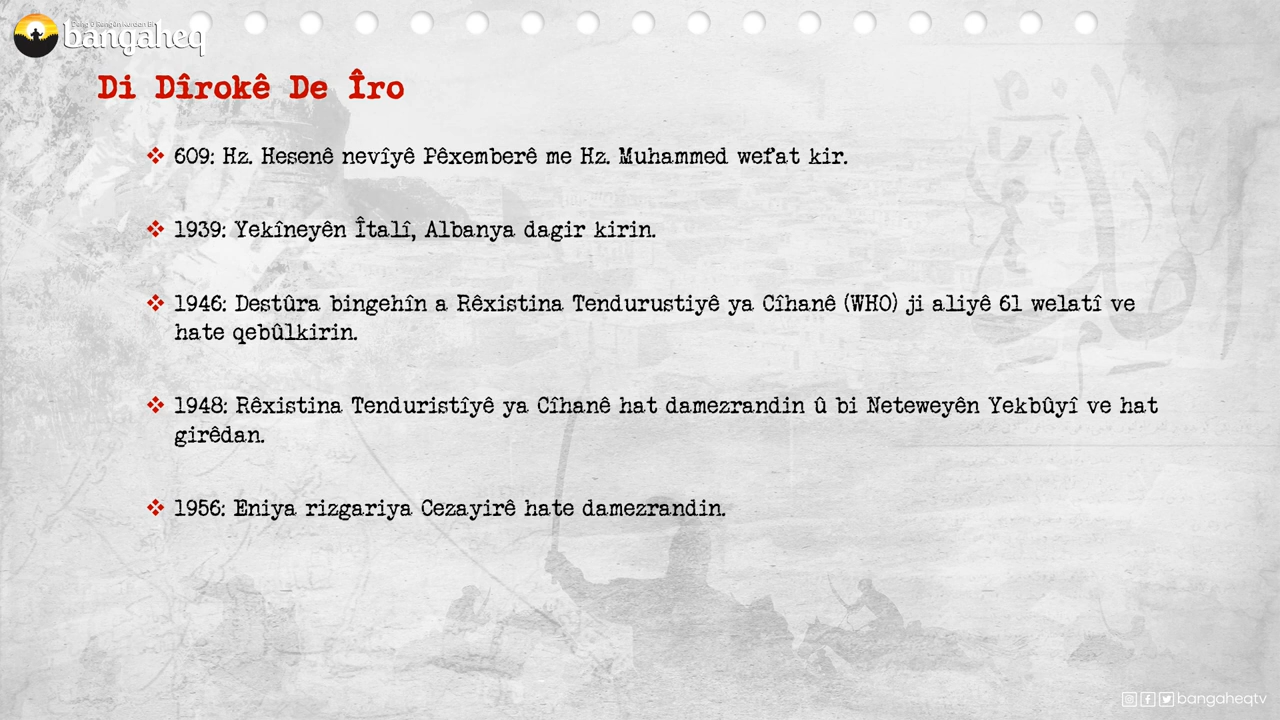 bangaheq
Di Dîrokê De Îro
609: Hz. Hesenê nevîyê Pêxemberê me Hz. Muhammed wefat kir.
1939: Yekîneyên Îtalî, Albanya dagir kirin.
1946: Destûra bingehîn a Rêxistina Tendurustiyê ya Cîhanê (WHO) ji aliyê 61 welatî ve
hate qebûlkirin.
1948: Rêxistina Tenduristîyê ya Cîhanê hat damezrandin û bi Neteweyên Yekbûyî ve hat
girêdan.
1956: Eniya rizgariya Cezayirê hate damezrandin.
bangaheqtv